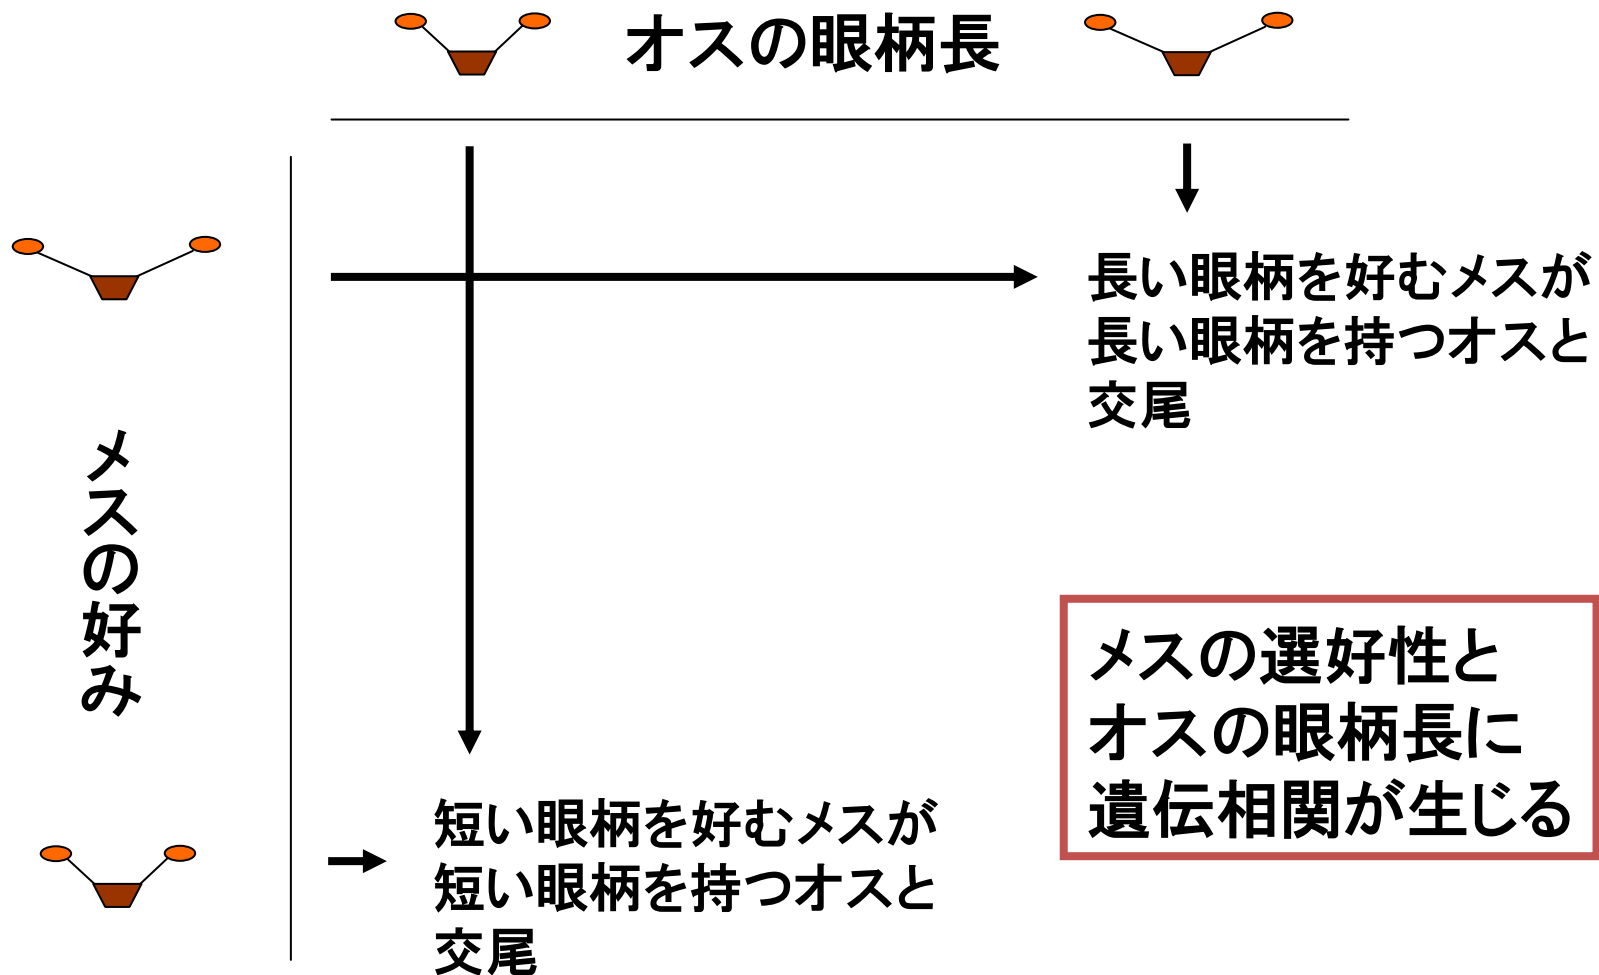 オスの眼柄長
長い眼柄を好むメスが
長い眼柄を持つオスと
交尾
メスの好み
メスの選好性と
オスの眼柄長に
遺伝相関が生じる
短い眼柄を好むメスが
短い眼柄を持つオスと
交尾